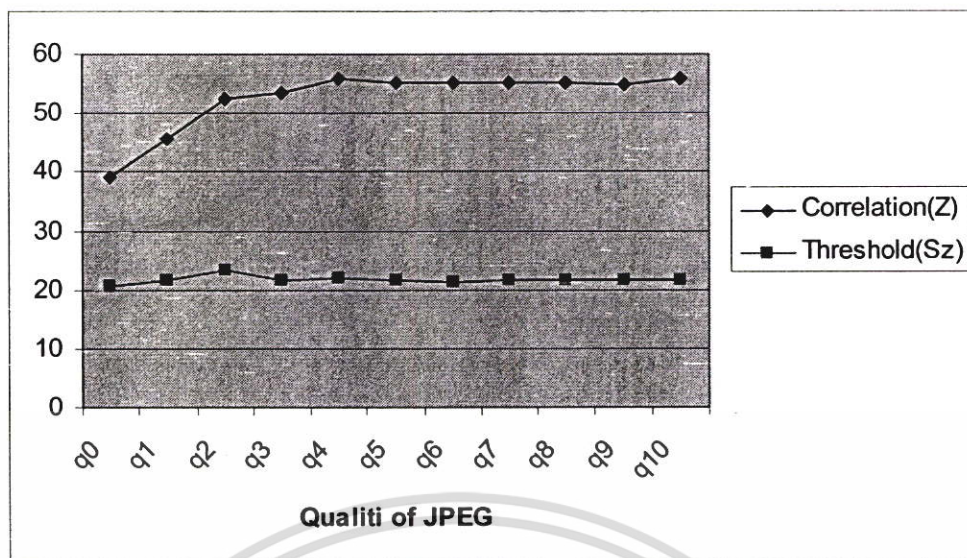 60
50
40
30
20
10
0
q0 q1 q2 q3 q4 q5 q6 q7 q8 q9 q10
Qualiti of JPEG
Correlation(Z)
Threshold(Sz)